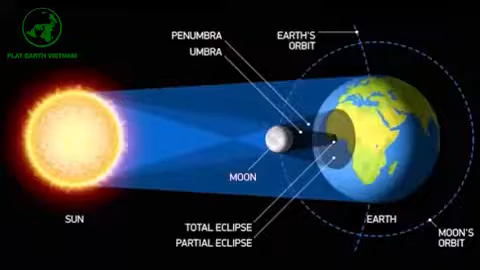 FLAT EARTH VIETNAM
PENUMBRA
UMBRA
EARTH'S
ORBIT
MOON
SUN
EARTH
TOTAL ECLIPSE
PARTIAL ECLIPSE
MOON'S
ORBIT